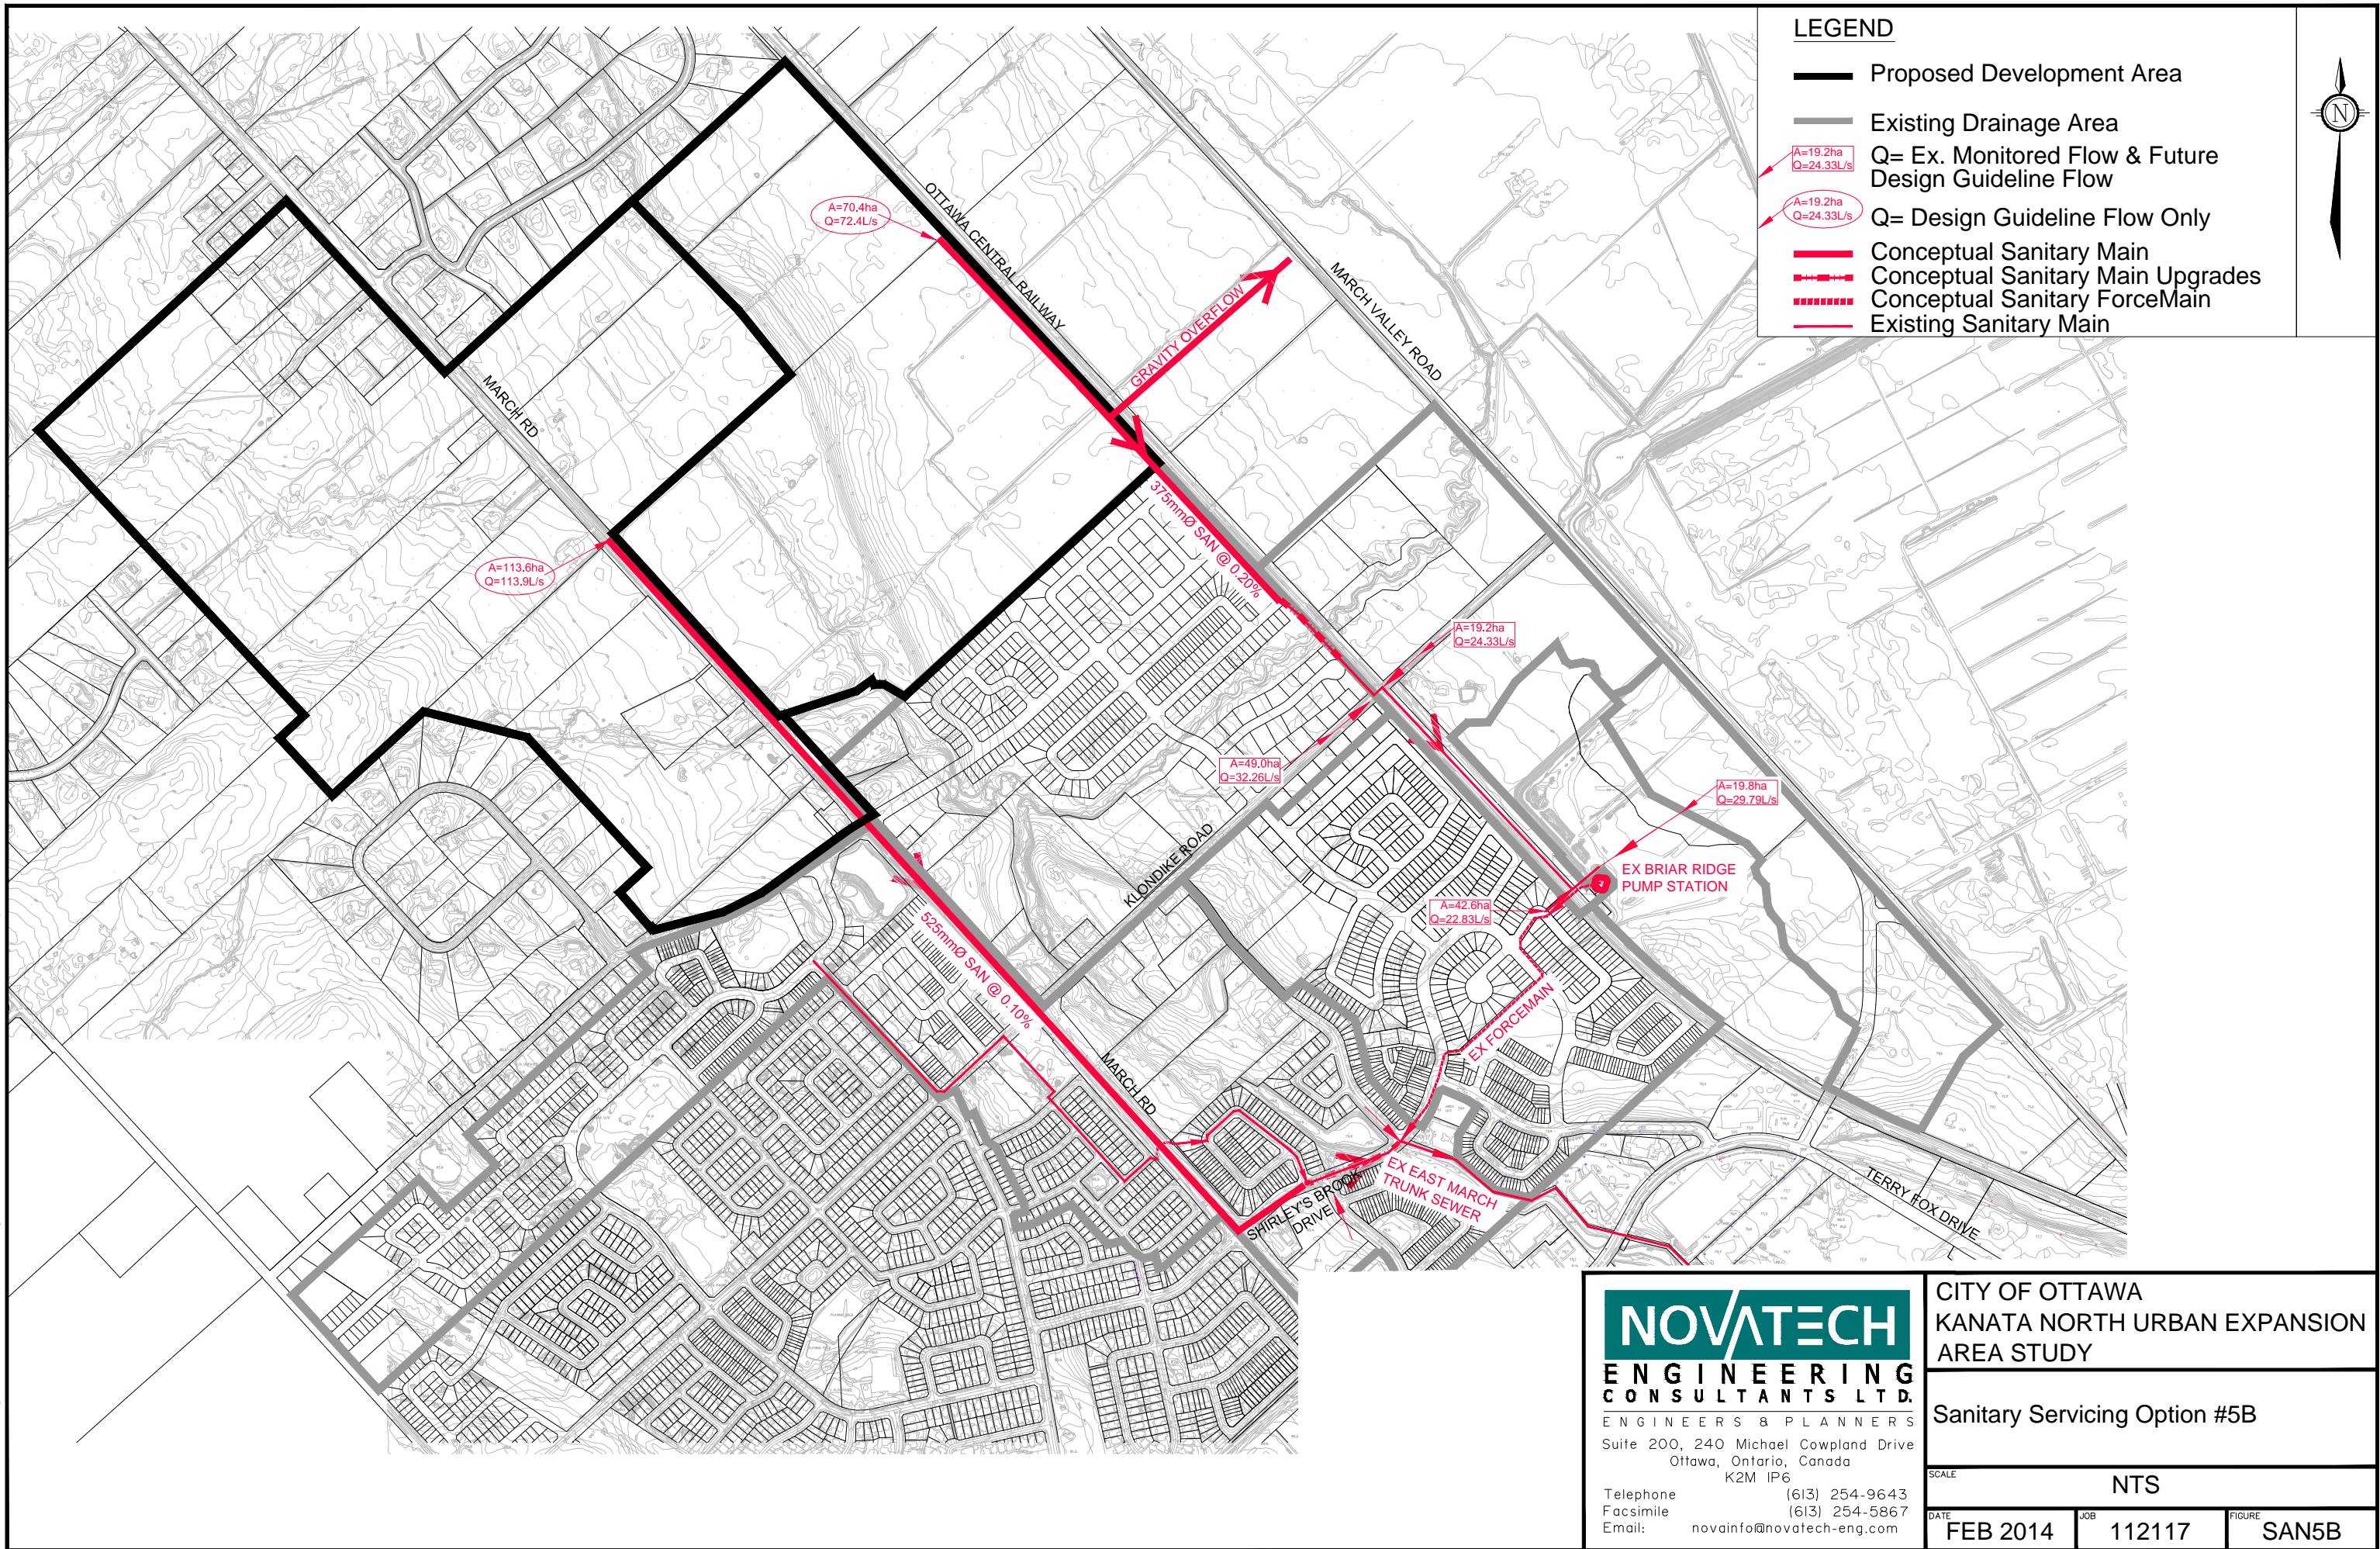 LEGEND
Proposed Development Area
Existing Drainage Area
A=19.2ha
Q=24.33L/s
Q= Ex. Monitored Flow & Future
Design Guideline Flow
A=19.2ha
Q=24.33L/s
Q= Design Guideline Flow Only
Conceptual Sanitary Main
Conceptual Sanitary Main Upgrades
Conceptual Sanitary ForceMain
Existing Sanitary Main
N
A=70.4ha
Q=72.4L/s
OTTAWA CENTRAL RAILWAY
GRAVITY OVERFLOW
MARCH VALLEY ROAD
MARCH RD
375mmØ SAN @ 0.20%
A=113.6ha
Q=113.9L/s
A=19.2ha
Q=24.33L/s
A=49.0ha
Q=32.26L/s
A=19.8ha
Q=29.79L/s
KLONDIKE ROAD
EX BRIAR RIDGE
PUMP STATION
A=42.6ha
Q=22.83L/s
525mmØ SAN @ 0.10%
EX FORCEMAIN
MARCH RD
EX EAST MARCH
TRUNK SEWER
SHIRLEY'S BROOK
DRIVE
TERRY FOX DRIVE
NOVATECH
ENGINEERING
CONSULTANTS LTD.
ENGINEERS & PLANNERS
Suite 200, 240 Michael Cowpland Drive
Ottawa, Ontario, Canada
K2M 1P6
Telephone (613) 254-9643
Facsimile (613) 254-5867
Email: novainfo@novatech-eng.com
CITY OF OTTAWA
KANATA NORTH URBAN EXPANSION
AREA STUDY
Sanitary Servicing Option #5B
SCALE
NTS
DATE
FEB 2014
JOB
112117
FIGURE
SAN5B